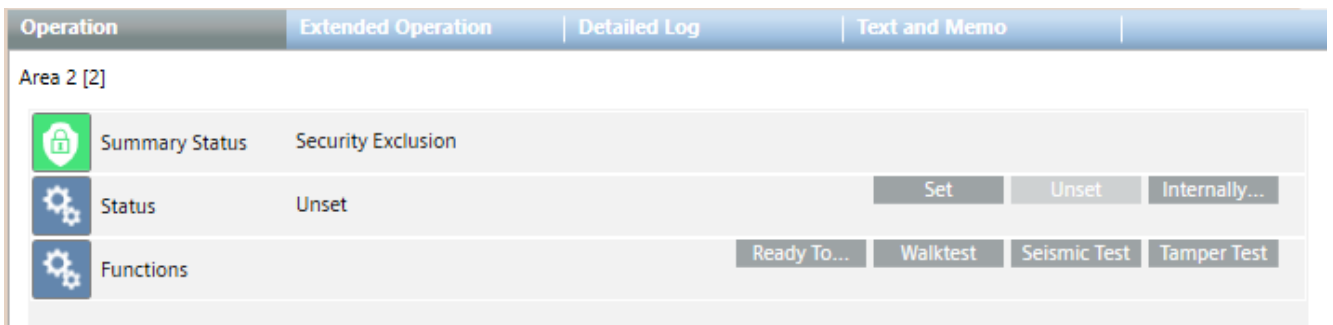 Operation Extended Operation Detailed Log Text and Memo
Area 2 [2]
Summary Status Security Exclusion
Status Unset Set Unset Internally...
Functions Ready To... Walktest Seismic Test Tamper Test